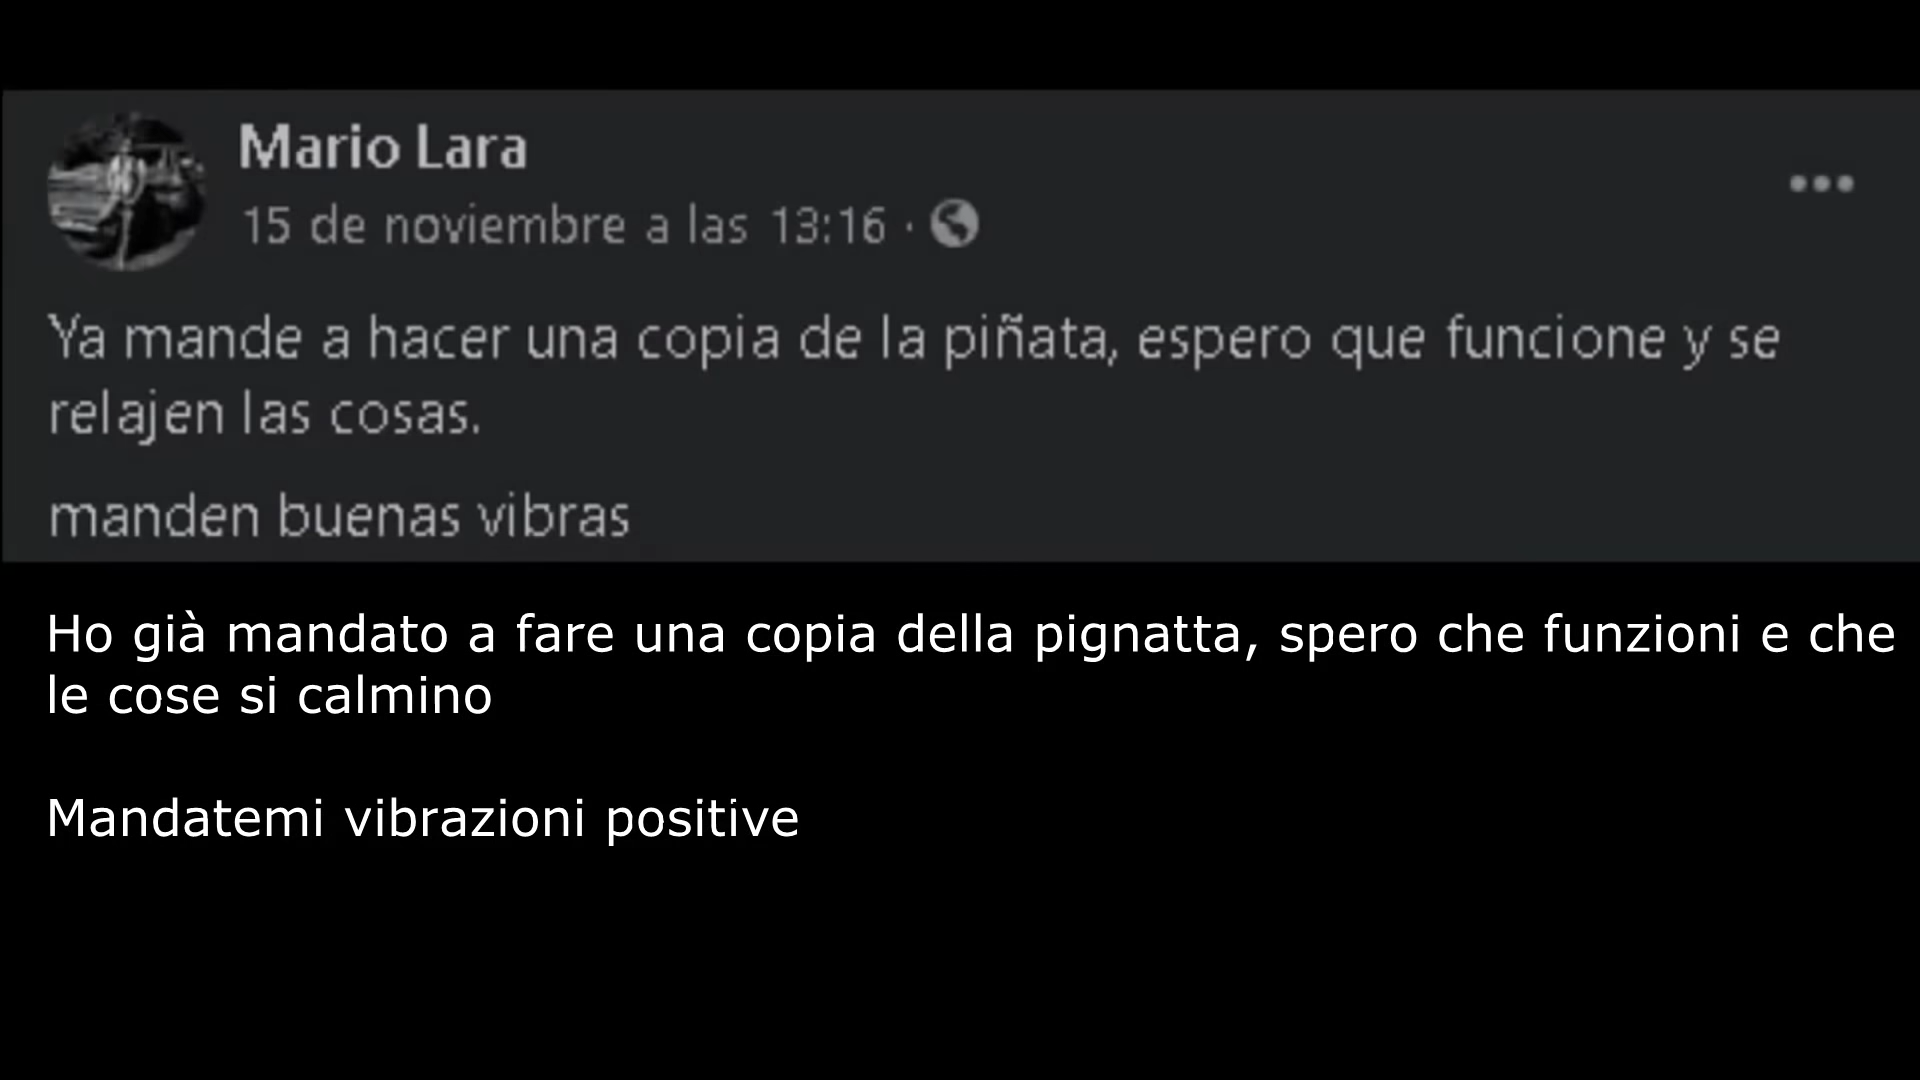 Mario Lara
15 de noviembre a las 13:16 ·
Ya mande a hacer una copia de la piñata, espero que funcione y se
relajen las cosas.
manden buenas vibras
Ho già mandato a fare una copia della pignatta, spero che funzioni e che
le cose si calmino
Mandatemi vibrazioni positive